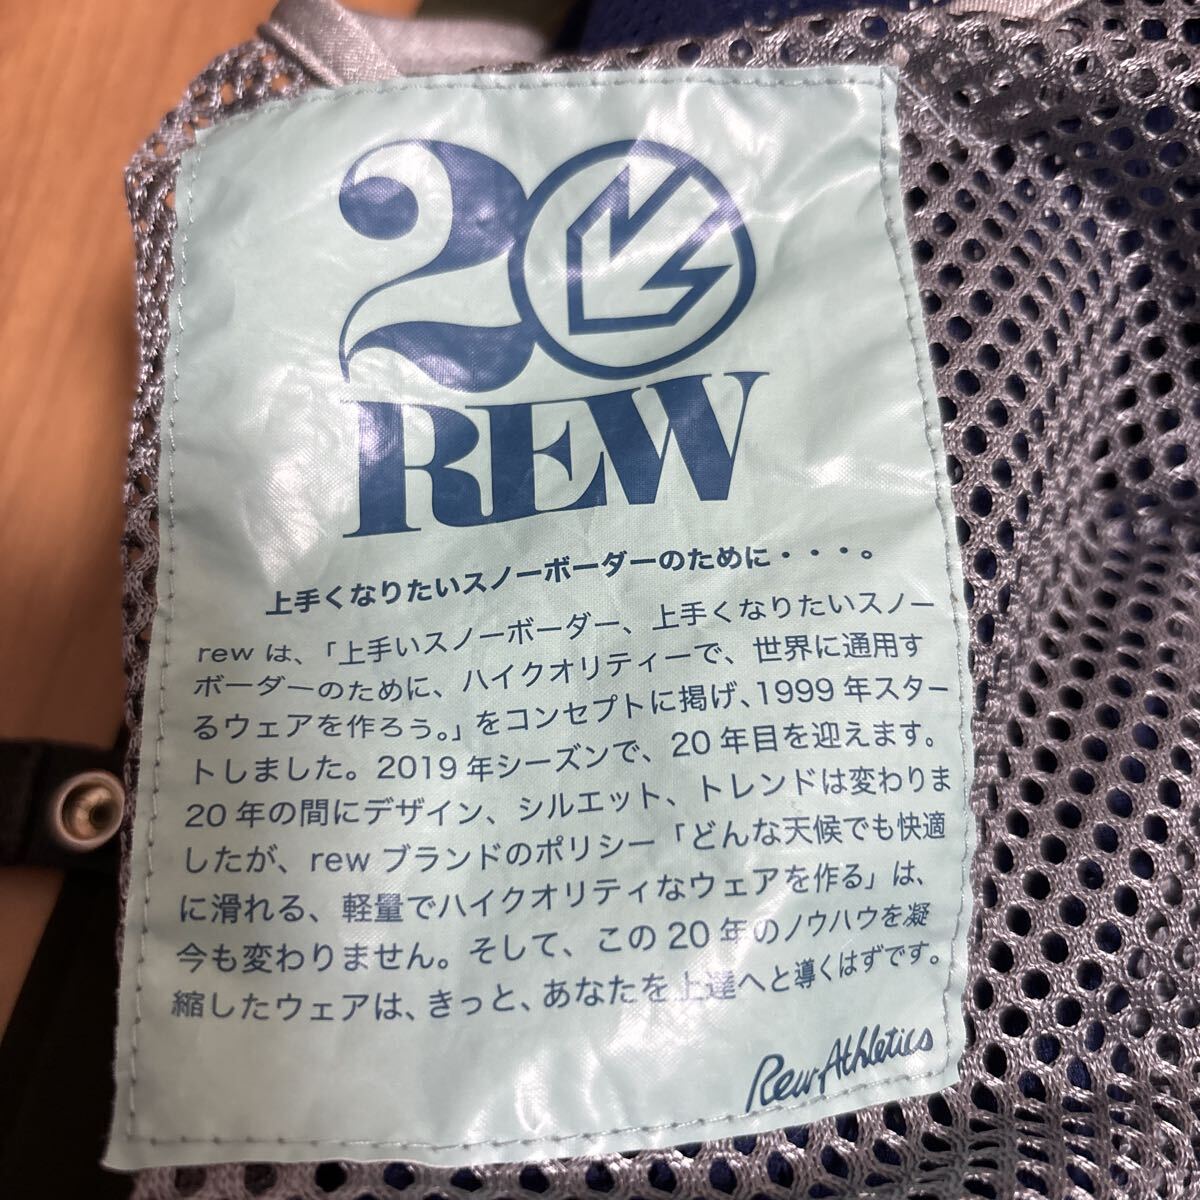 20
REW
上手くなりたいスノーボーダーのために・・・。
rew は、「上手いスノーボーダー、上手くなりたいスノー
ボーダーのために、ハイクオリティーで、世界に通用す
るウェアを作ろう。」をコンセプトに掲げ、1999 年スター
トしました。2019 年シーズンで、20 年目を迎えます。
20 年の間にデザイン、シルエット、トレンドは変わりま
したが、rew ブランドのポリシー「どんな天候でも快適
に滑れる、軽量でハイクオリティなウェアを作る」は、
今も変わりません。そして、この 20 年のノウハウを凝
縮したウェアは、きっと、あなたを上達へと導くはずです。
Rew Athletics